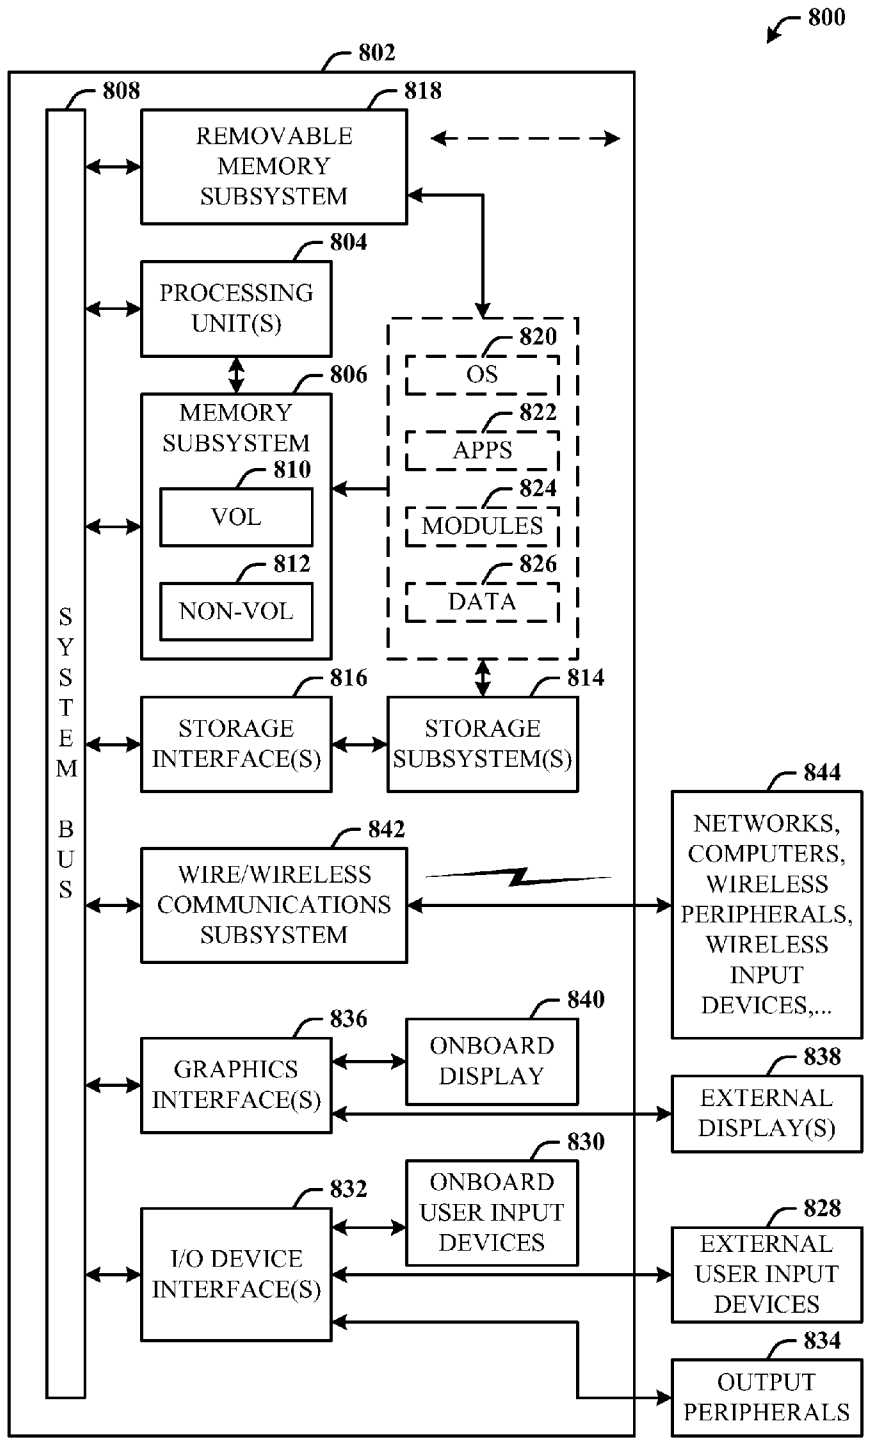 800
802
808
818
REMOVABLE
MEMORY
SUBSYSTEM
804
PROCESSING
UNIT(S)
820
OS
806
MEMORY
SUBSYSTEM
822
APPS
810
VOL
824
MODULES
812
NON-VOL
826
DATA
SYSTEM BUS
816
STORAGE
INTERFACE(S)
814
STORAGE
SUBSYSTEM(S)
844
NETWORKS,
COMPUTERS,
WIRELESS
PERIPHERALS,
WIRELESS
INPUT
DEVICES,...
842
WIRE/WIRELESS
COMMUNICATIONS
SUBSYSTEM
836
GRAPHICS
INTERFACE(S)
840
ONBOARD
DISPLAY
838
EXTERNAL
DISPLAY(S)
832
I/O DEVICE
INTERFACE(S)
830
ONBOARD
USER INPUT
DEVICES
828
EXTERNAL
USER INPUT
DEVICES
834
OUTPUT
PERIPHERALS